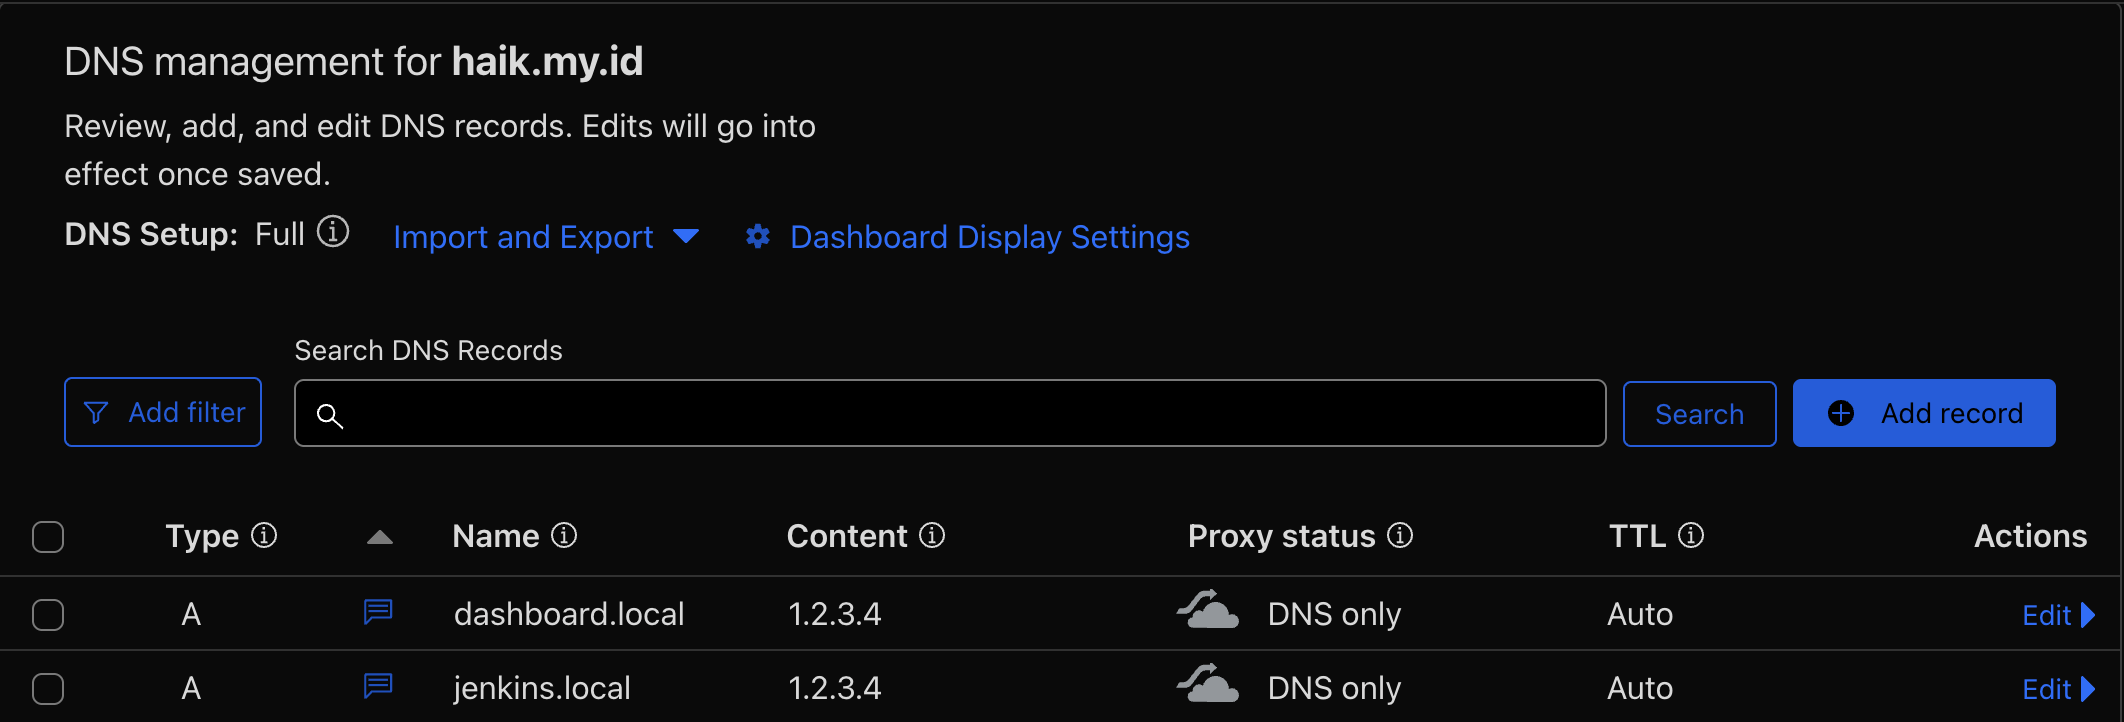 DNS management for haik.my.id
Review, add, and edit DNS records. Edits will go into
effect once saved.
DNS Setup: Full Import and Export Dashboard Display Settings
Search DNS Records
Add filter Search Add record
Type Name Content Proxy status TTL Actions
A dashboard.local 1.2.3.4 DNS only Auto Edit
A jenkins.local 1.2.3.4 DNS only Auto Edit